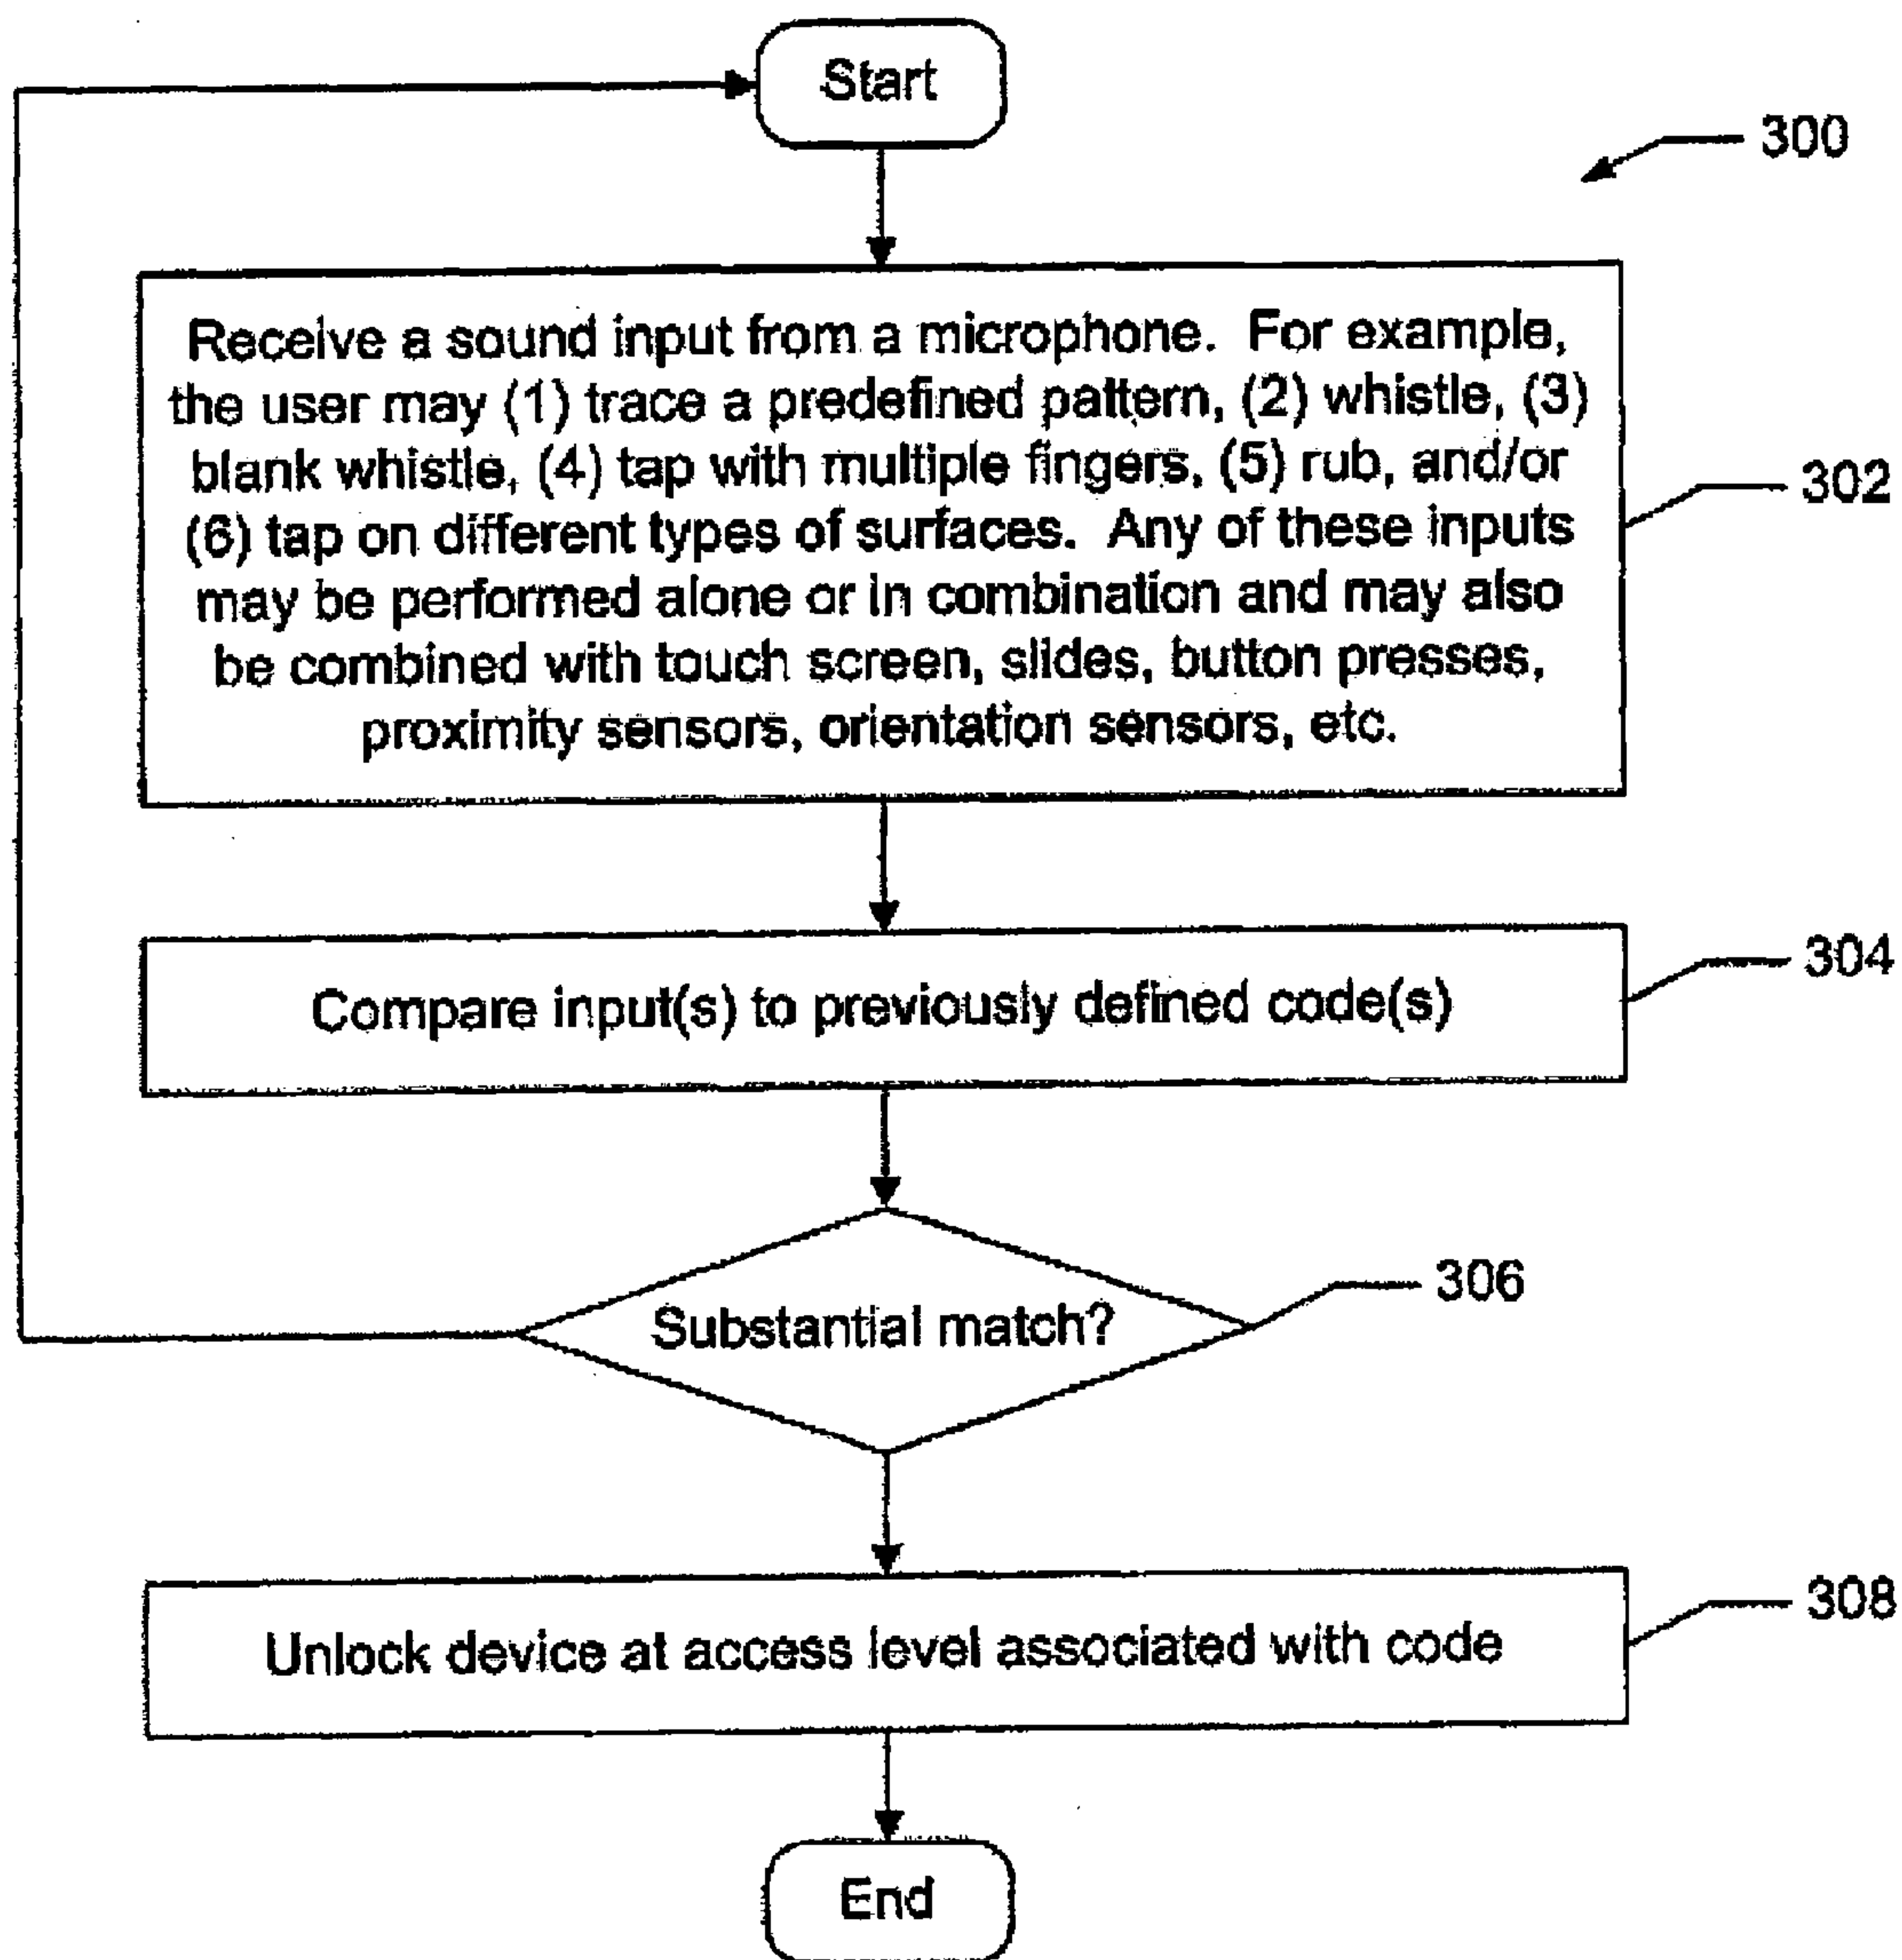 Start
300
Receive a sound input from a microphone. For example,
the user may (1) trace a predefined pattern, (2) whistle, (3)
blank whistle, (4) tap with multiple fingers, (5) rub, and/or
(6) tap on different types of surfaces. Any of these inputs
may be performed alone or in combination and may also
be combined with touch screen, slides, button presses,
proximity sensors, orientation sensors, etc.
302
Compare input(s) to previously defined code(s)
304
Substantial match?
306
Unlock device at access level associated with code
308
End